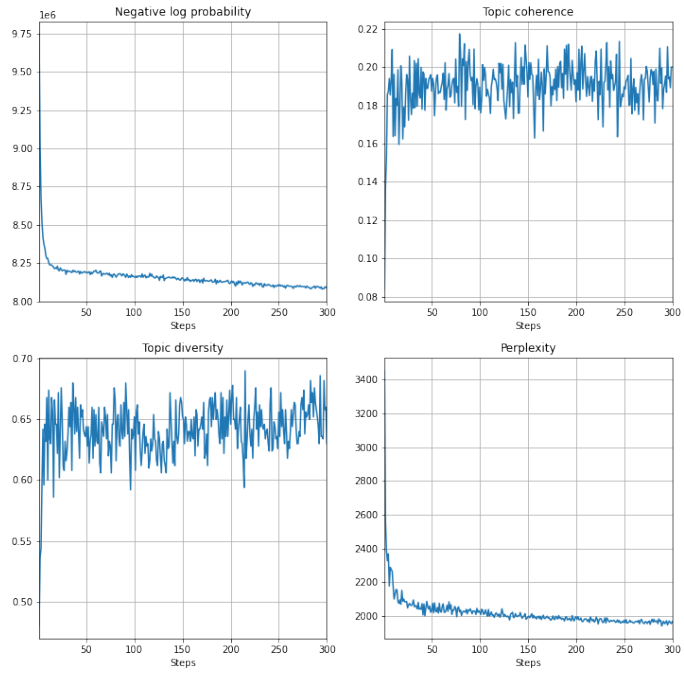 Negative log probability
1e6
9.75
9.50
9.25
9.00
8.75
8.50
8.25
8.00
50 100 150 200 250 300
Steps
Topic coherence
0.22
0.20
0.18
0.16
0.14
0.12
0.10
0.08
50 100 150 200 250 300
Steps
Topic diversity
0.70
0.65
0.60
0.55
0.50
50 100 150 200 250 300
Steps
Perplexity
3400
3200
3000
2800
2600
2400
2200
2000
50 100 150 200 250 300
Steps